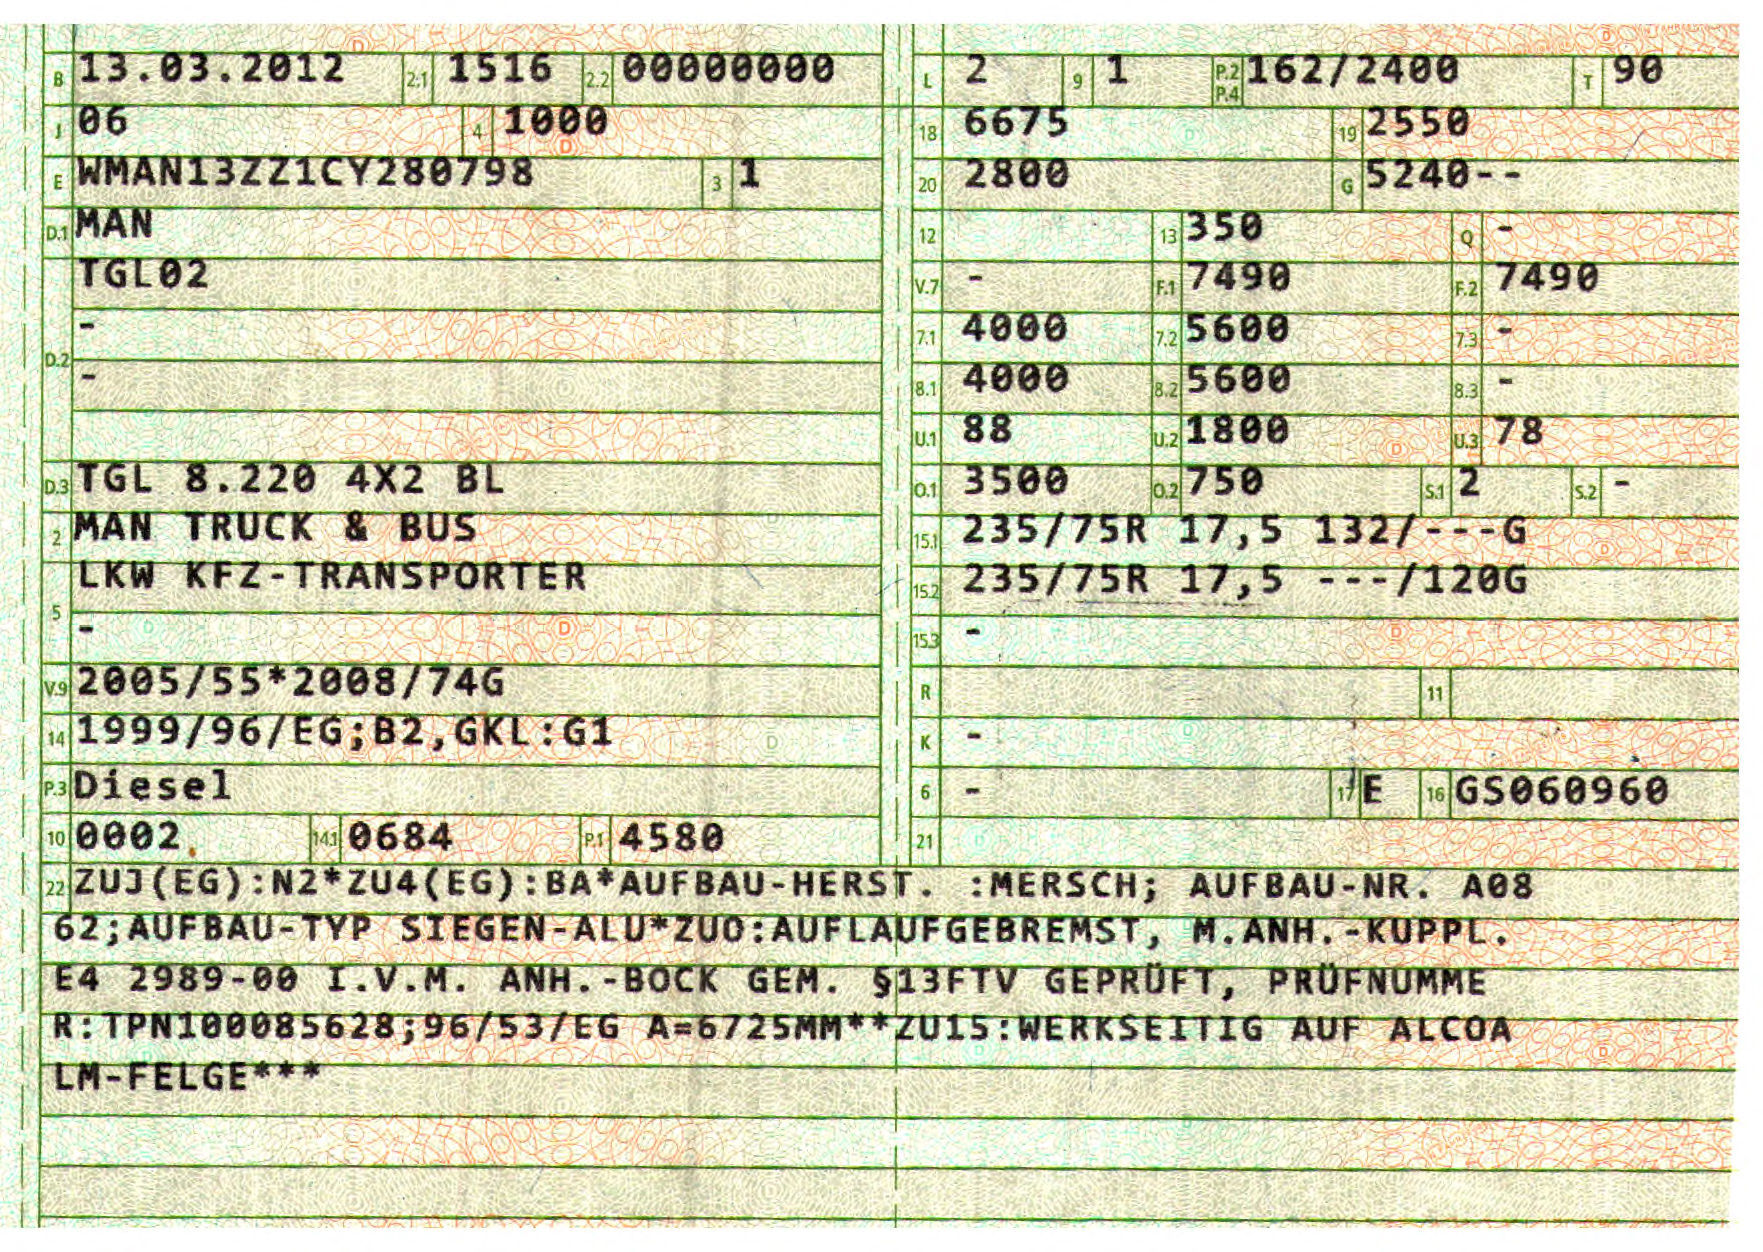 B 13.03.2012 2.1 1516 2.2 00000000
J 06 4 1000
E WMAN13ZZ1CY280798 3 1
D.1 MAN
TGL02
-
D.2
-
D.3 TGL 8.220 4X2 BL
2 MAN TRUCK & BUS
LKW KFZ-TRANSPORTER
5
-
V.9 2005/55*2008/74G
14 1999/96/EG;B2,GKL:G1
P.3 Diesel
10 0002 14.1 0684 P.1 4580
L 2 9 1 P.2 P.4 162/2400 T 90
18 6675 19 2550
20 2800 G 5240--
12 13 350 Q -
V.7 - F.1 7490 F.2 7490
7.1 4000 7.2 5600 7.3 -
8.1 4000 8.2 5600 8.3 -
U.1 88 U.2 1800 U.3 78
O.1 3500 O.2 750 S.1 2 S.2 -
15.1 235/75R 17,5 132/---G
15.2 235/75R 17,5 ---/120G
15.3 -
R 11
K -
6 - 17 E 16 GS060960
21
22 ZUJ(EG):N2*ZU4(EG):BA*AUFBAU-HERST. :MERSCH; AUFBAU-NR. A08
62;AUFBAU-TYP SIEGEN-ALU*ZUO:AUFLAUFGEBREMST, M.ANH.-KUPPL.
E4 2989-00 I.V.M. ANH.-BOCK GEM. §13FTV GEPRÜFT, PRÜFNUMME
R:TPN100085628;96/53/EG A=6725MM**ZU15:WERKSEITIG AUF ALCOA
LM-FELGE***